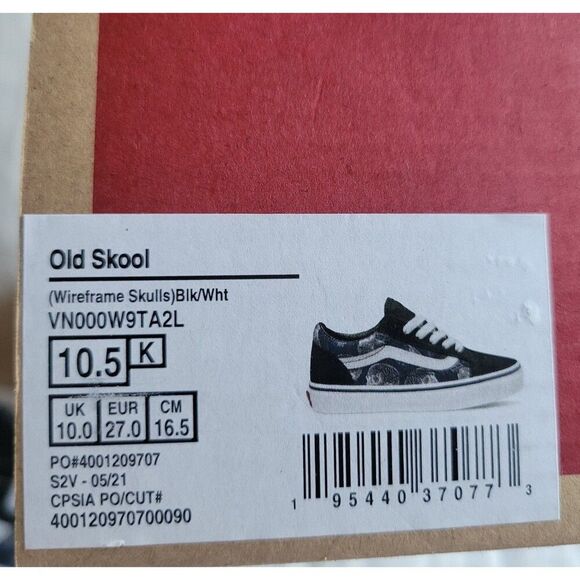 Old Skool
(Wireframe Skulls)Blk/Wht
VN000W9TA2L
10.5 K
UK EUR CM
10.0 27.0 16.5
PO#4001209707
S2V - 05/21
CPSIA PO/CUT#
400120970700090
1 95440 37077 3